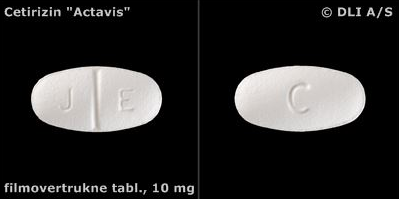 Cetirizin "Actavis"
© DLI A/S
J E
C
filmovertrukne tabl., 10 mg